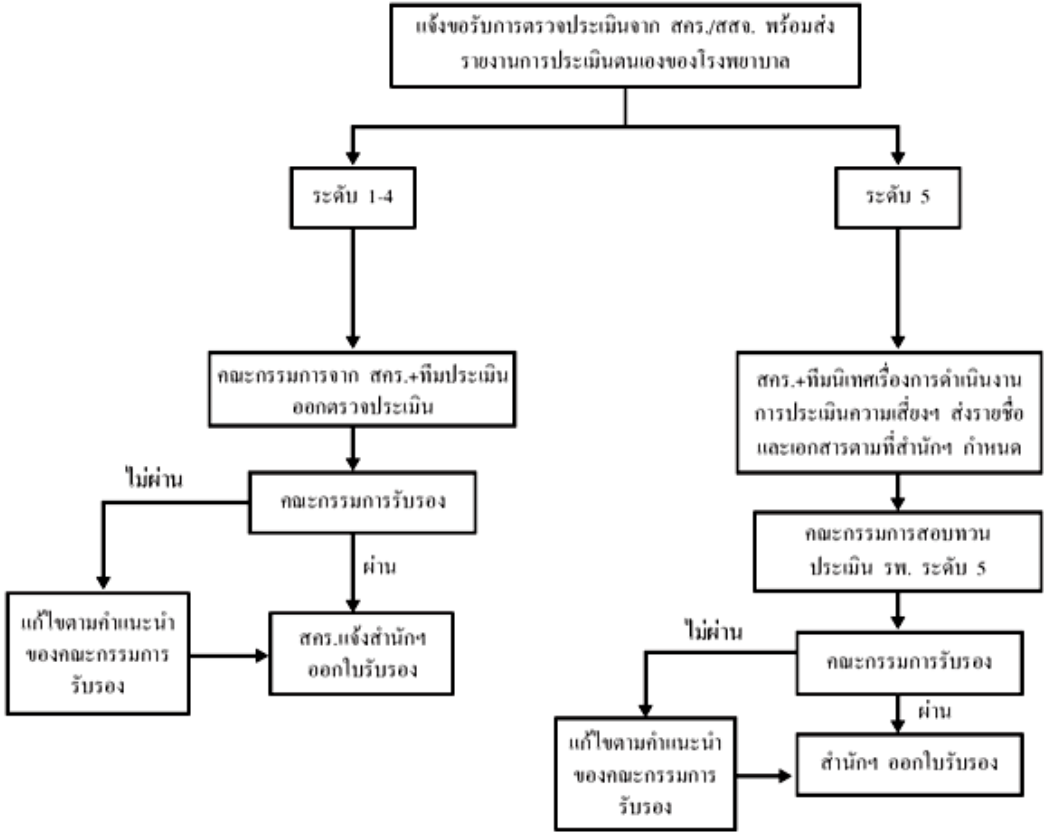 แจ้งขอรับการตรวจประเมินจาก สคร./สสจ. พร้อมส่ง
รายงานการประเมินตนเองของโรงพยาบาล
ระดับ 1-4
ระดับ 5
คณะกรรมการจาก สคร.+ทีมประเมิน
ออกตรวจประเมิน
สคร.+ทีมนิเทศเรื่องการดำเนินงาน
การประเมินความเสี่ยงฯ ส่งรายชื่อ
และเอกสารตามที่สำนักฯ กำหนด
ไม่ผ่าน
คณะกรรมการรับรอง
ผ่าน
แก้ไขตามคำแนะนำ
ของคณะกรรมการ
รับรอง
สคร.แจ้งสำนักฯ
ออกใบรับรอง
คณะกรรมการสอบทวน
ประเมิน รพ. ระดับ 5
ไม่ผ่าน
คณะกรรมการรับรอง
ผ่าน
แก้ไขตามคำแนะนำ
ของคณะกรรมการ
รับรอง
สำนักฯ ออกใบรับรอง